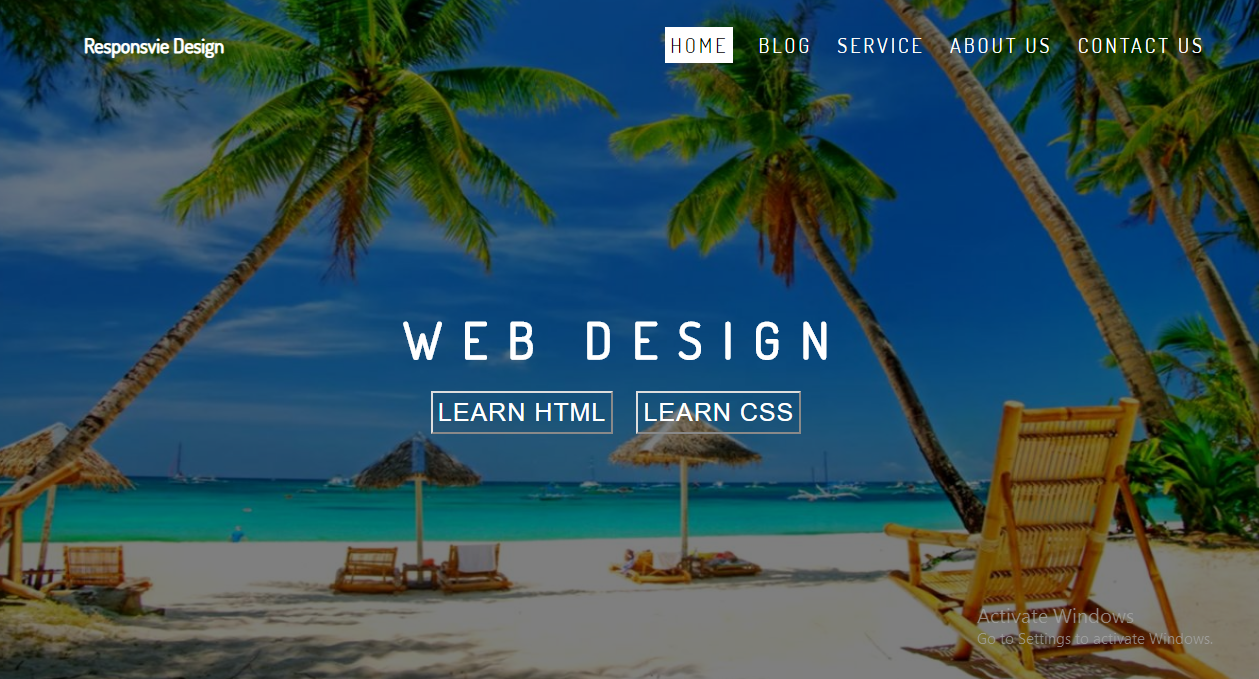 Responsvie Design
HOME BLOG SERVICE ABOUT US CONTACT US
WEB DESIGN
LEARN HTML LEARN CSS
Activate Windows
Go to Settings to activate Windows.